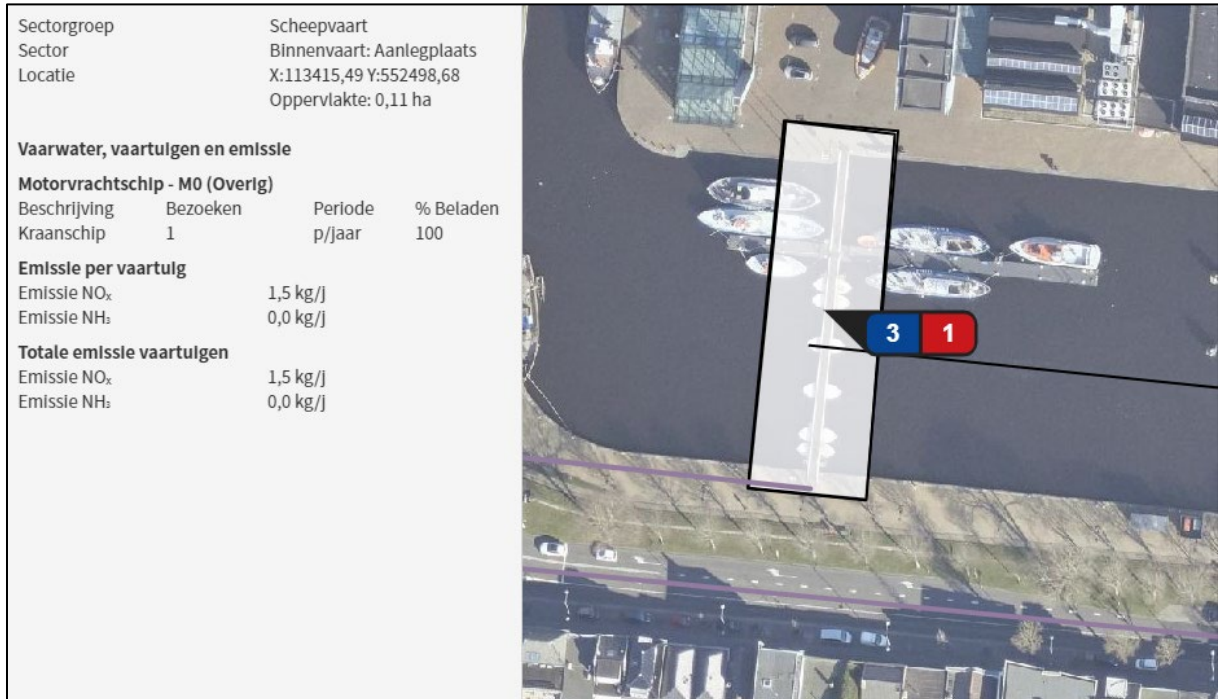 Sectorgroep Scheepvaart
Sector Binnenvaart: Aanlegplaats
Locatie X:113415,49 Y:552498,68
Oppervlakte: 0,11 ha
Vaarwater, vaartuigen en emissie
Motorvrachtschip - M0 (Overig)
Beschrijving Bezoeken Periode % Beladen
Kraanschip 1 p/jaar 100
Emissie per vaartuig
Emissie NOₓ 1,5 kg/j
Emissie NH₃ 0,0 kg/j
Totale emissie vaartuigen
Emissie NOₓ 1,5 kg/j
Emissie NH₃ 0,0 kg/j
3 1